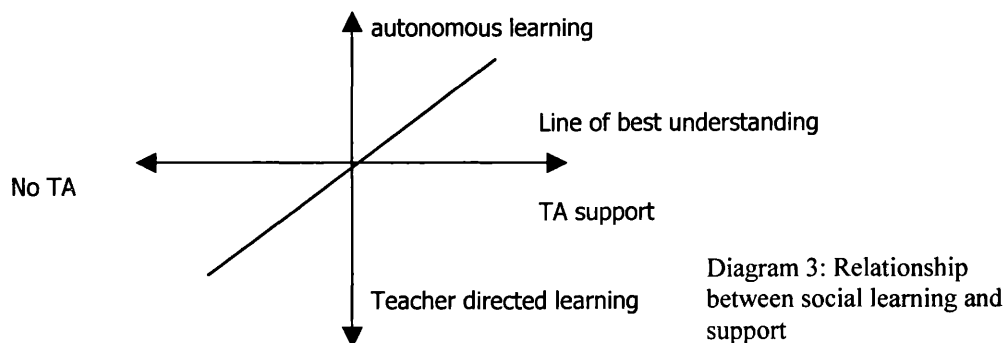 autonomous learning
Line of best understanding
No TA
TA support
Teacher directed learning
Diagram 3: Relationship
between social learning and
support